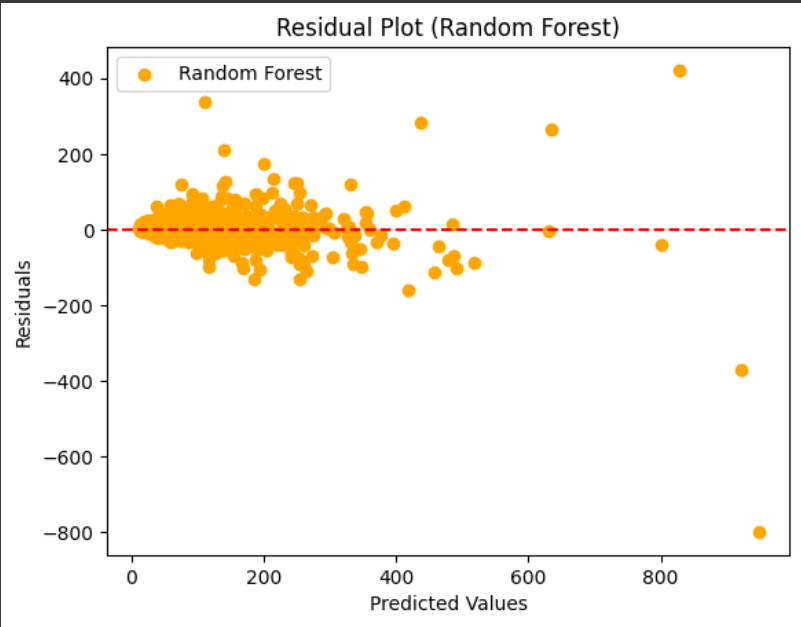 Residual Plot (Random Forest)
Random Forest
400
200
0
−200
−400
−600
−800
Residuals
0 200 400 600 800
Predicted Values